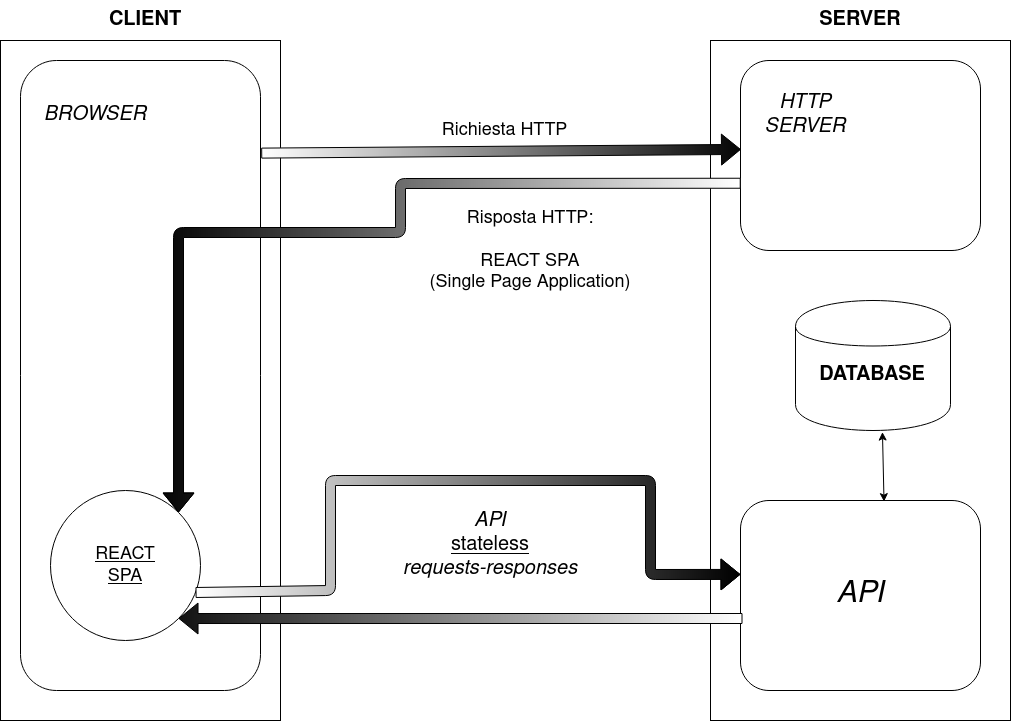 CLIENT
SERVER
BROWSER
HTTP
SERVER
Richiesta HTTP
Risposta HTTP:
REACT SPA
(Single Page Application)
DATABASE
REACT
SPA
API
stateless
requests-responses
API